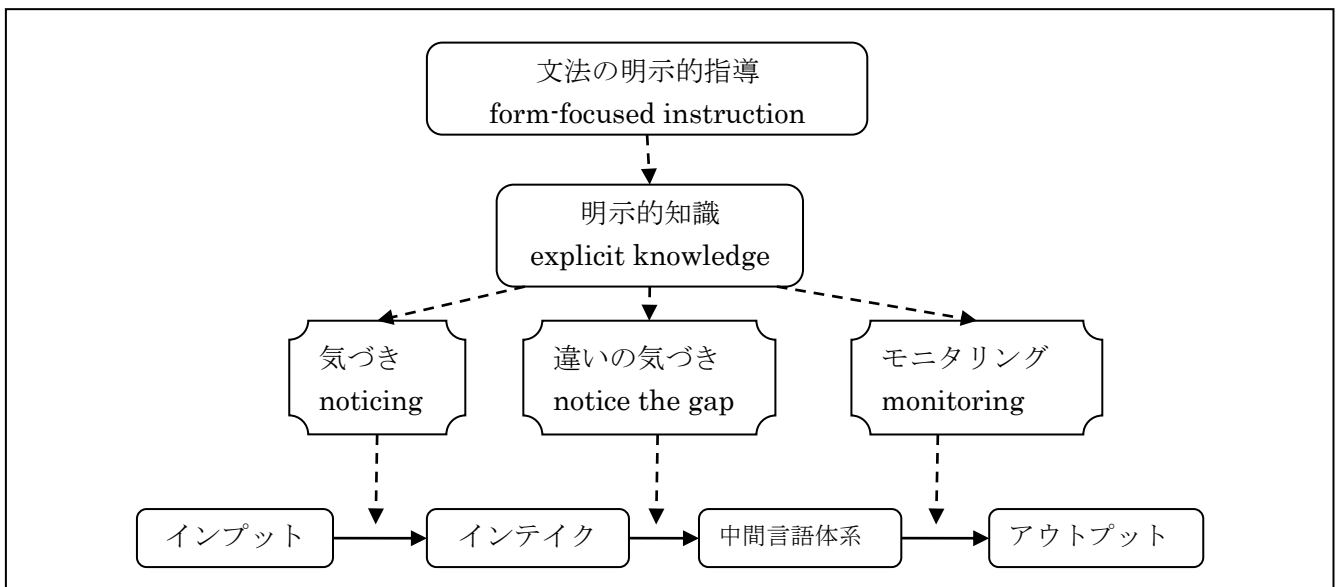 文法の明示的指導
form-focused instruction
明示的知識
explicit knowledge
気づき
noticing
違いの気づき
notice the gap
モニタリング
monitoring
インプット
インテイク
中間言語体系
アウトプット